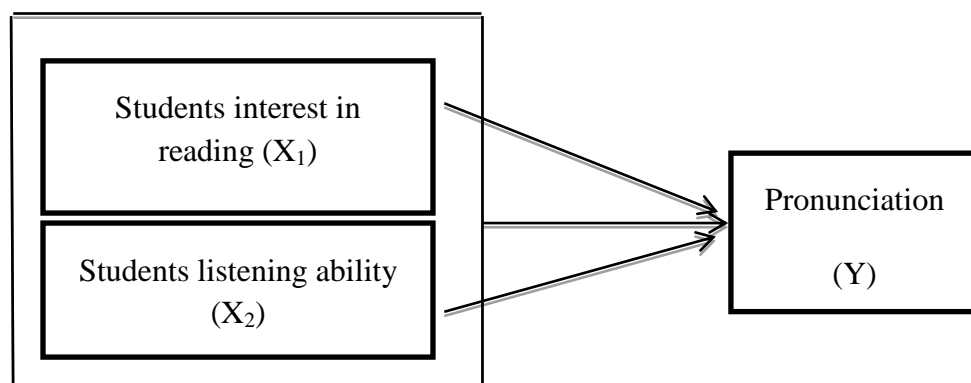 Students interest in
reading (X₁)
Students listening ability
(X₂)
Pronunciation
(Y)